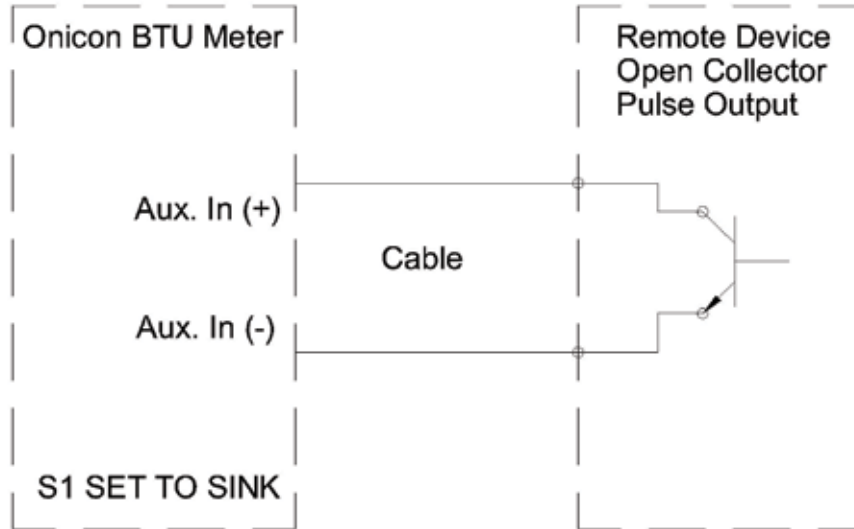 Onicon BTU Meter
Remote Device
Open Collector
Pulse Output
Aux. In (+)
Cable
Aux. In (-)
S1 SET TO SINK